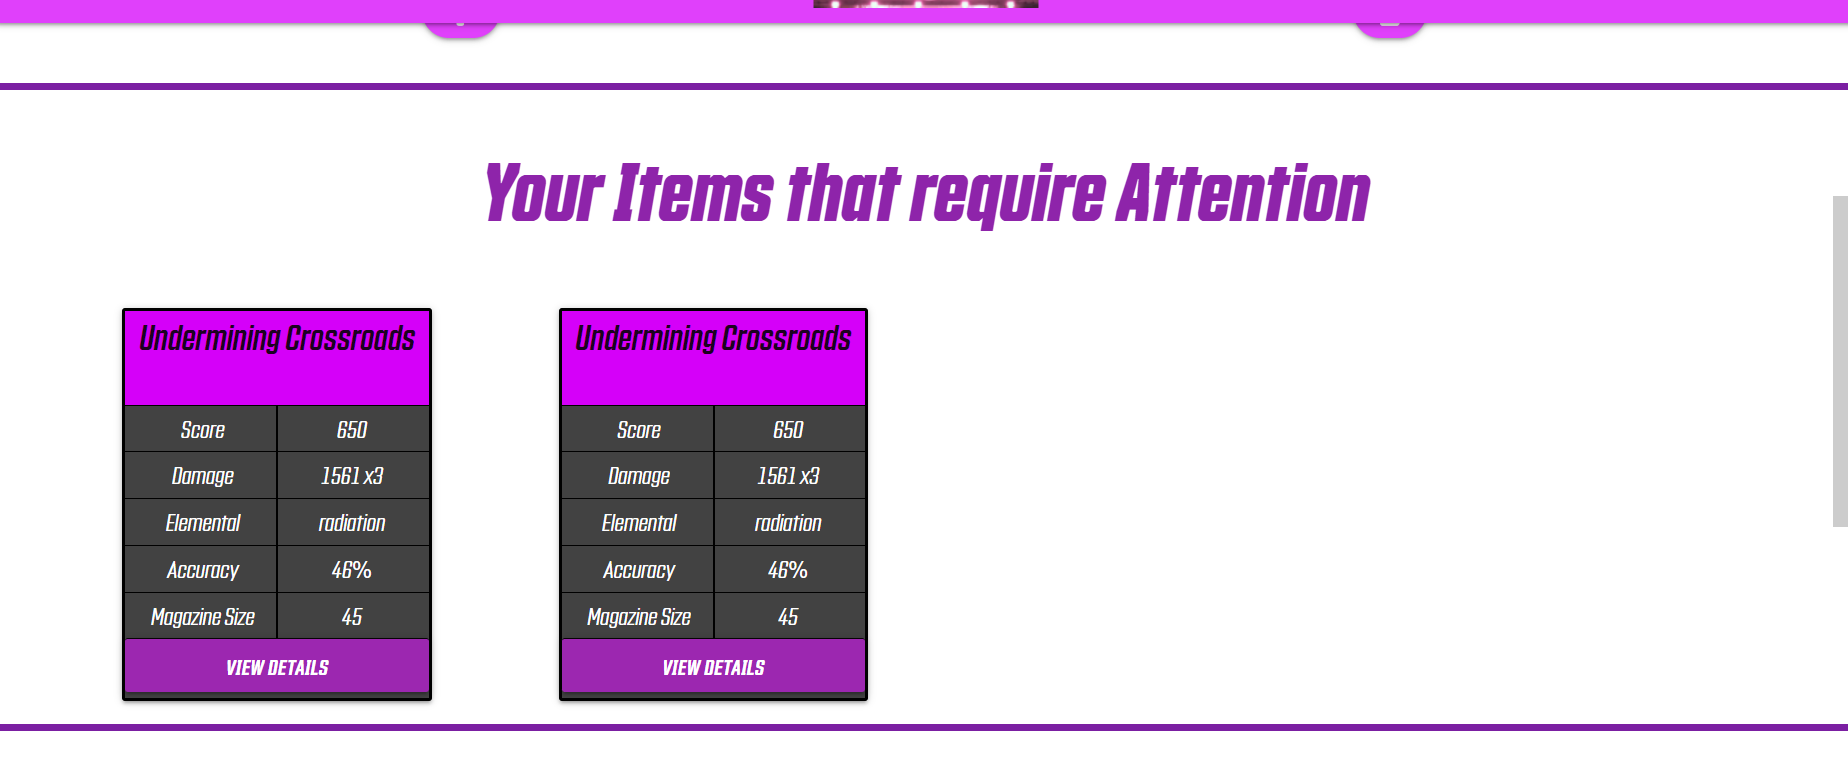 Your Items that require Attention
Undermining Crossroads
Score 650
Damage 1561 x3
Elemental radiation
Accuracy 46%
Magazine Size 45
VIEW DETAILS
Undermining Crossroads
Score 650
Damage 1561 x3
Elemental radiation
Accuracy 46%
Magazine Size 45
VIEW DETAILS